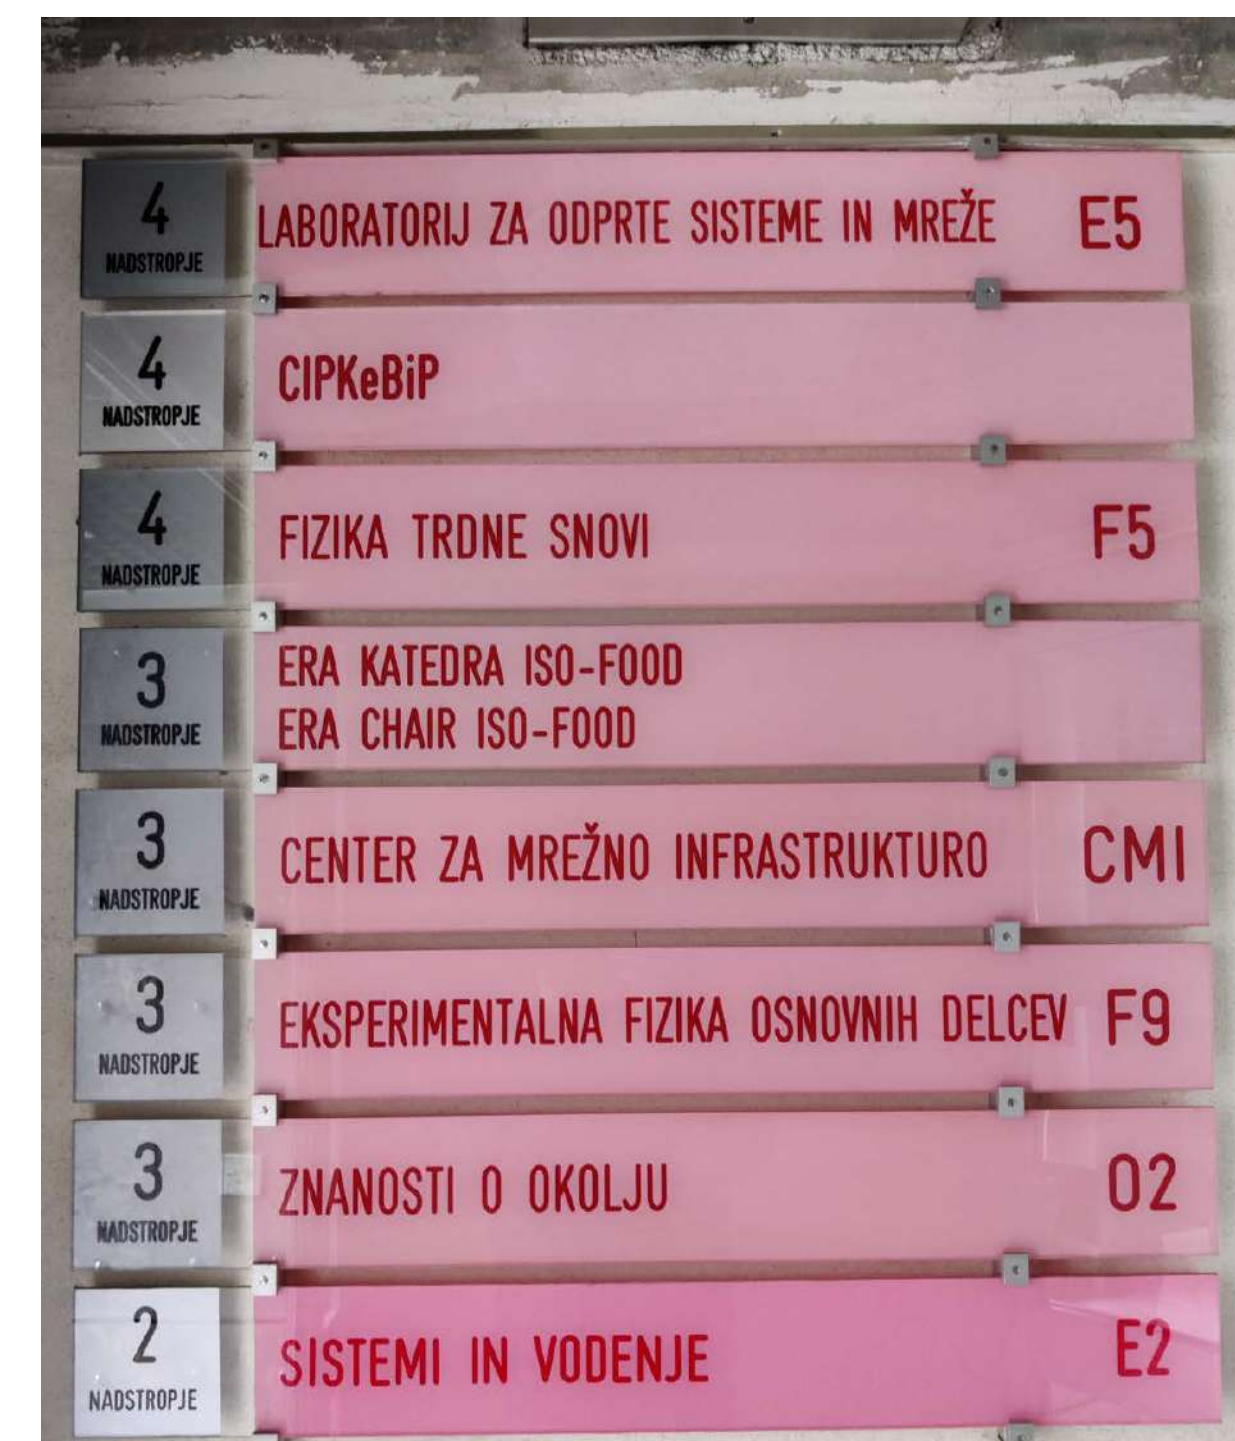 4
NADSTROPJE
LABORATORIJ ZA ODPRTE SISTEME IN MREŽE E5
4
NADSTROPJE
CIPKeBiP
4
NADSTROPJE
FIZIKA TRDNE SNOVI F5
3
NADSTROPJE
ERA KATEDRA ISO-FOOD
ERA CHAIR ISO-FOOD
3
NADSTROPJE
CENTER ZA MREŽNO INFRASTRUKTURO CMI
3
NADSTROPJE
EKSPERIMENTALNA FIZIKA OSNOVNIH DELCEV F9
3
NADSTROPJE
ZNANOSTI O OKOLJU O2
2
NADSTROPJE
SISTEMI IN VODENJE E2